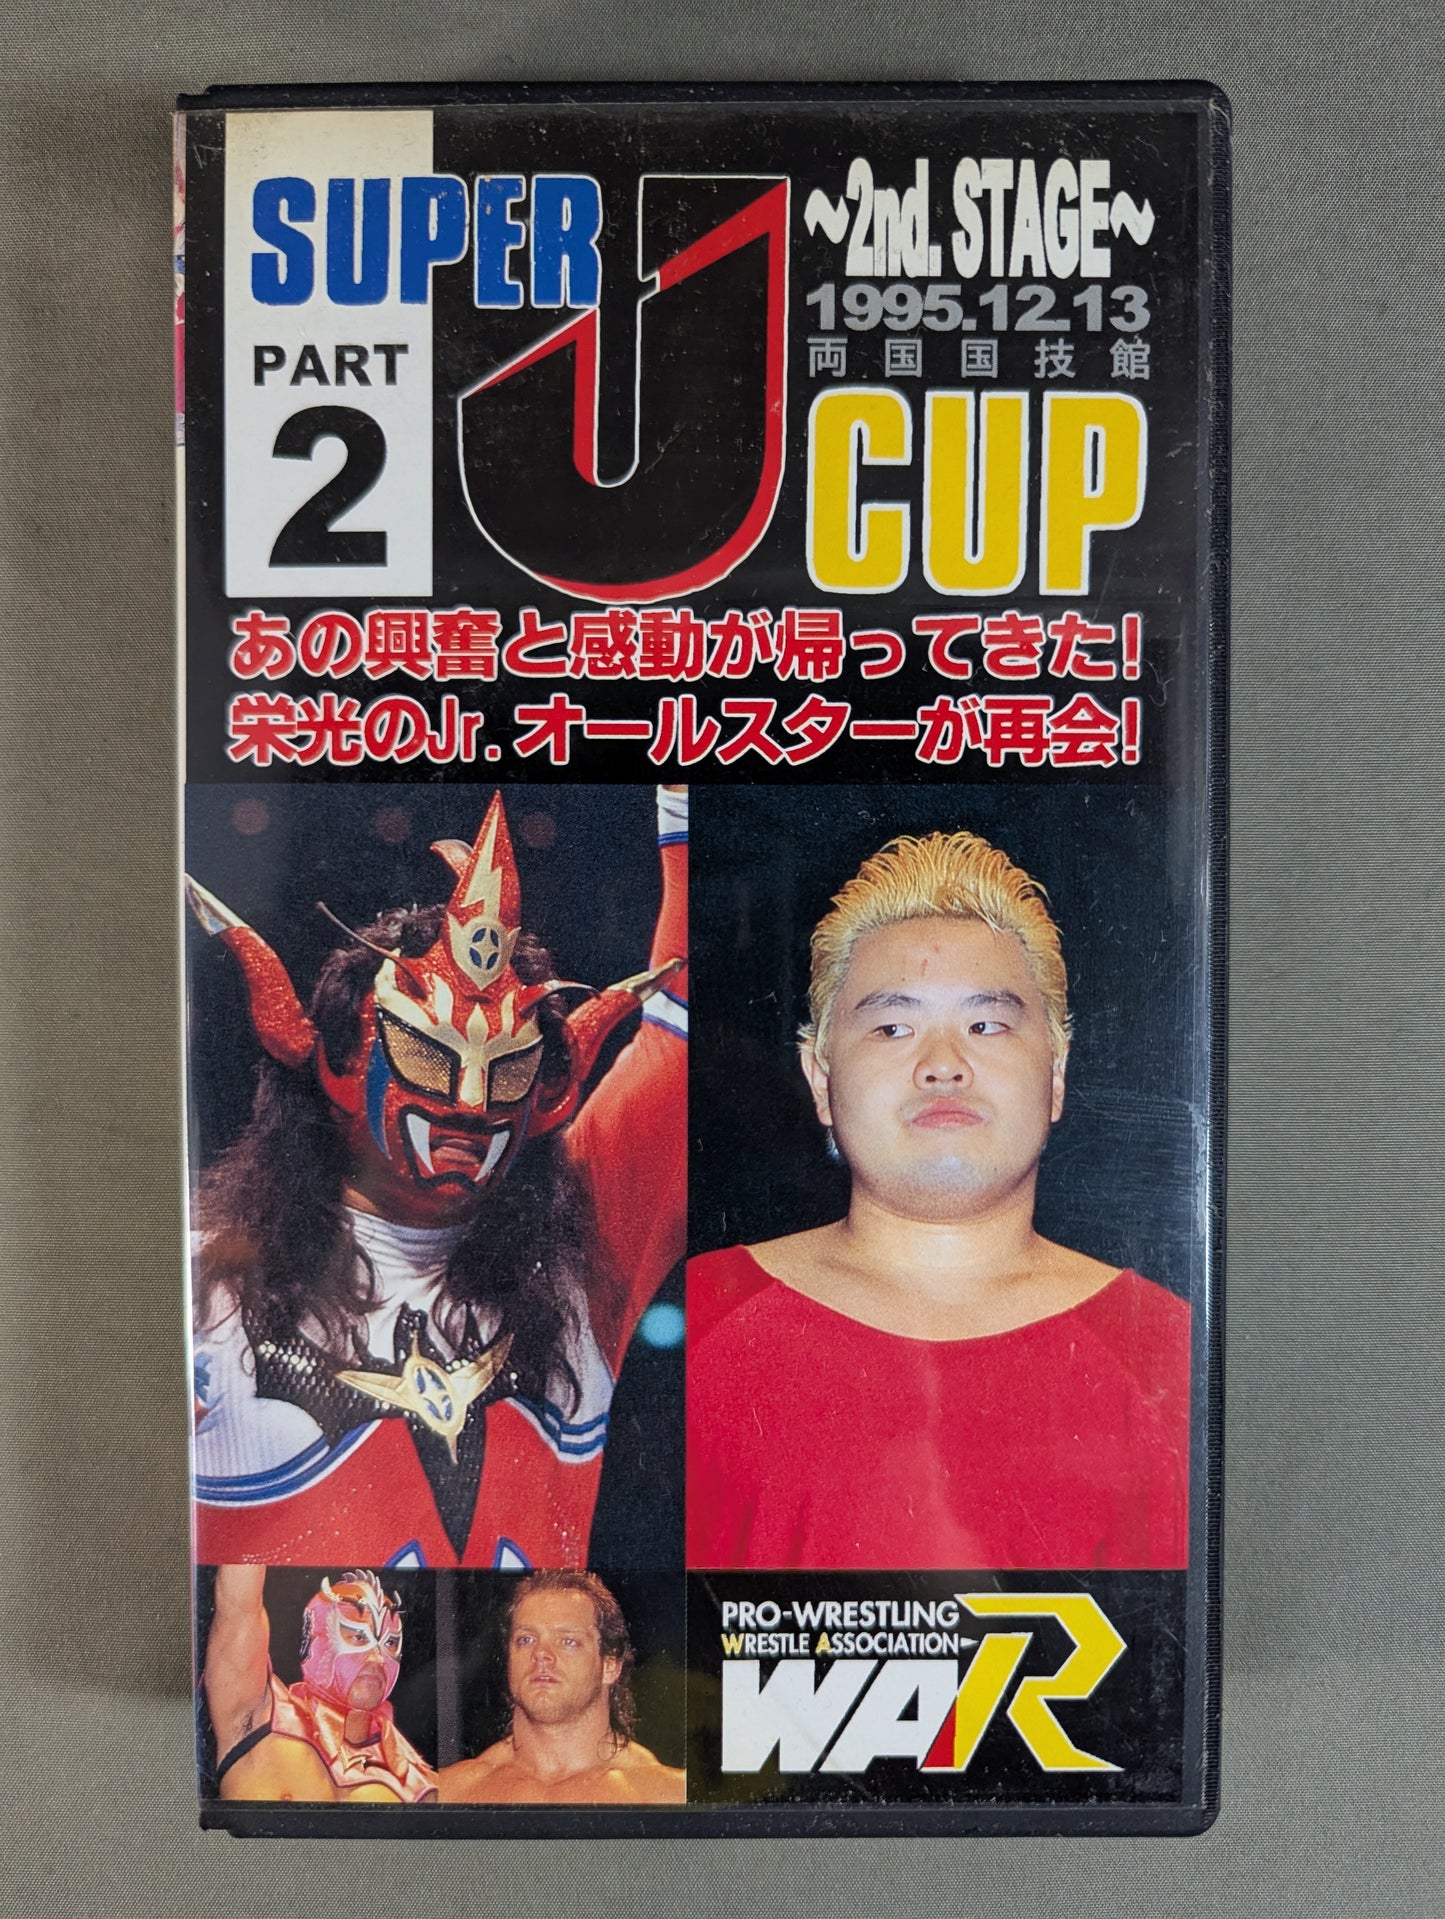 SUPER J CUP
PART
2
~2nd. STAGE~
1995.12.13
両国国技館
あの興奮と感動が帰ってきた!
栄光のJr.オールスターが再会!
PRO-WRESTLING
WRESTLE ASSOCIATION-R
WAR